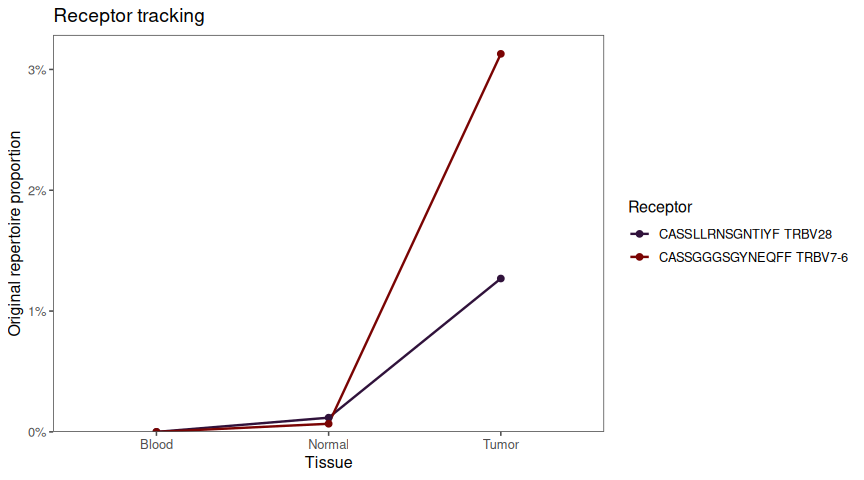 Receptor tracking
Original repertoire proportion
3%
2%
1%
0%
Blood
Normal
Tumor
Tissue
Receptor
CASSLLRNSGNTIYF TRBV28
CASSGGGSGYNEQFF TRBV7-6